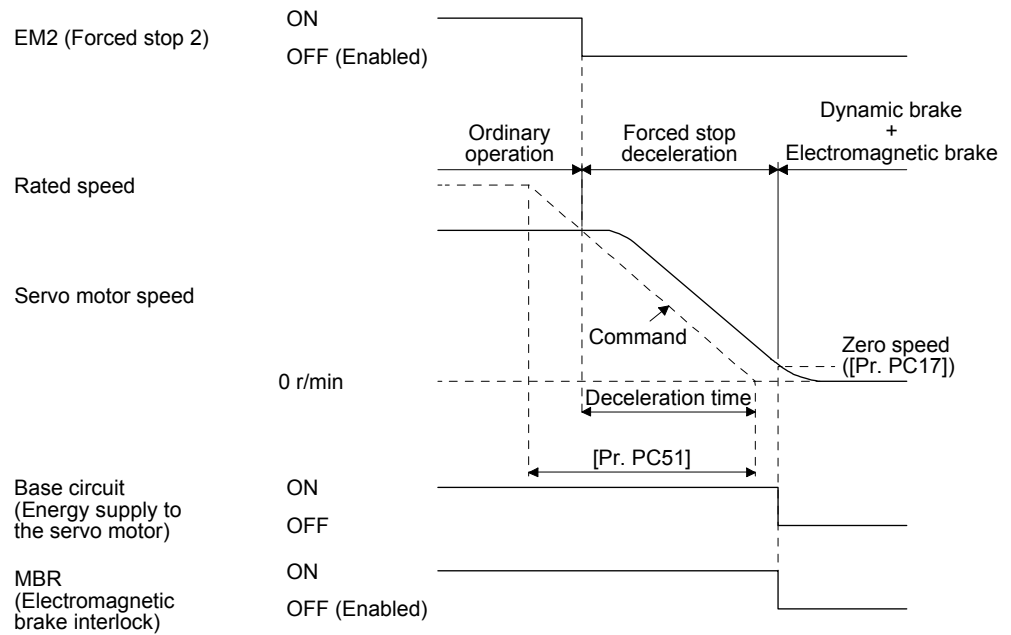 EM2 (Forced stop 2)
ON
OFF (Enabled)
Ordinary
operation
Forced stop
deceleration
Dynamic brake
+
Electromagnetic brake
Rated speed
Servo motor speed
Command
Zero speed
([Pr. PC17])
0 r/min
Deceleration time
[Pr. PC51]
Base circuit
(Energy supply to
the servo motor)
ON
OFF
MBR
(Electromagnetic
brake interlock)
ON
OFF (Enabled)